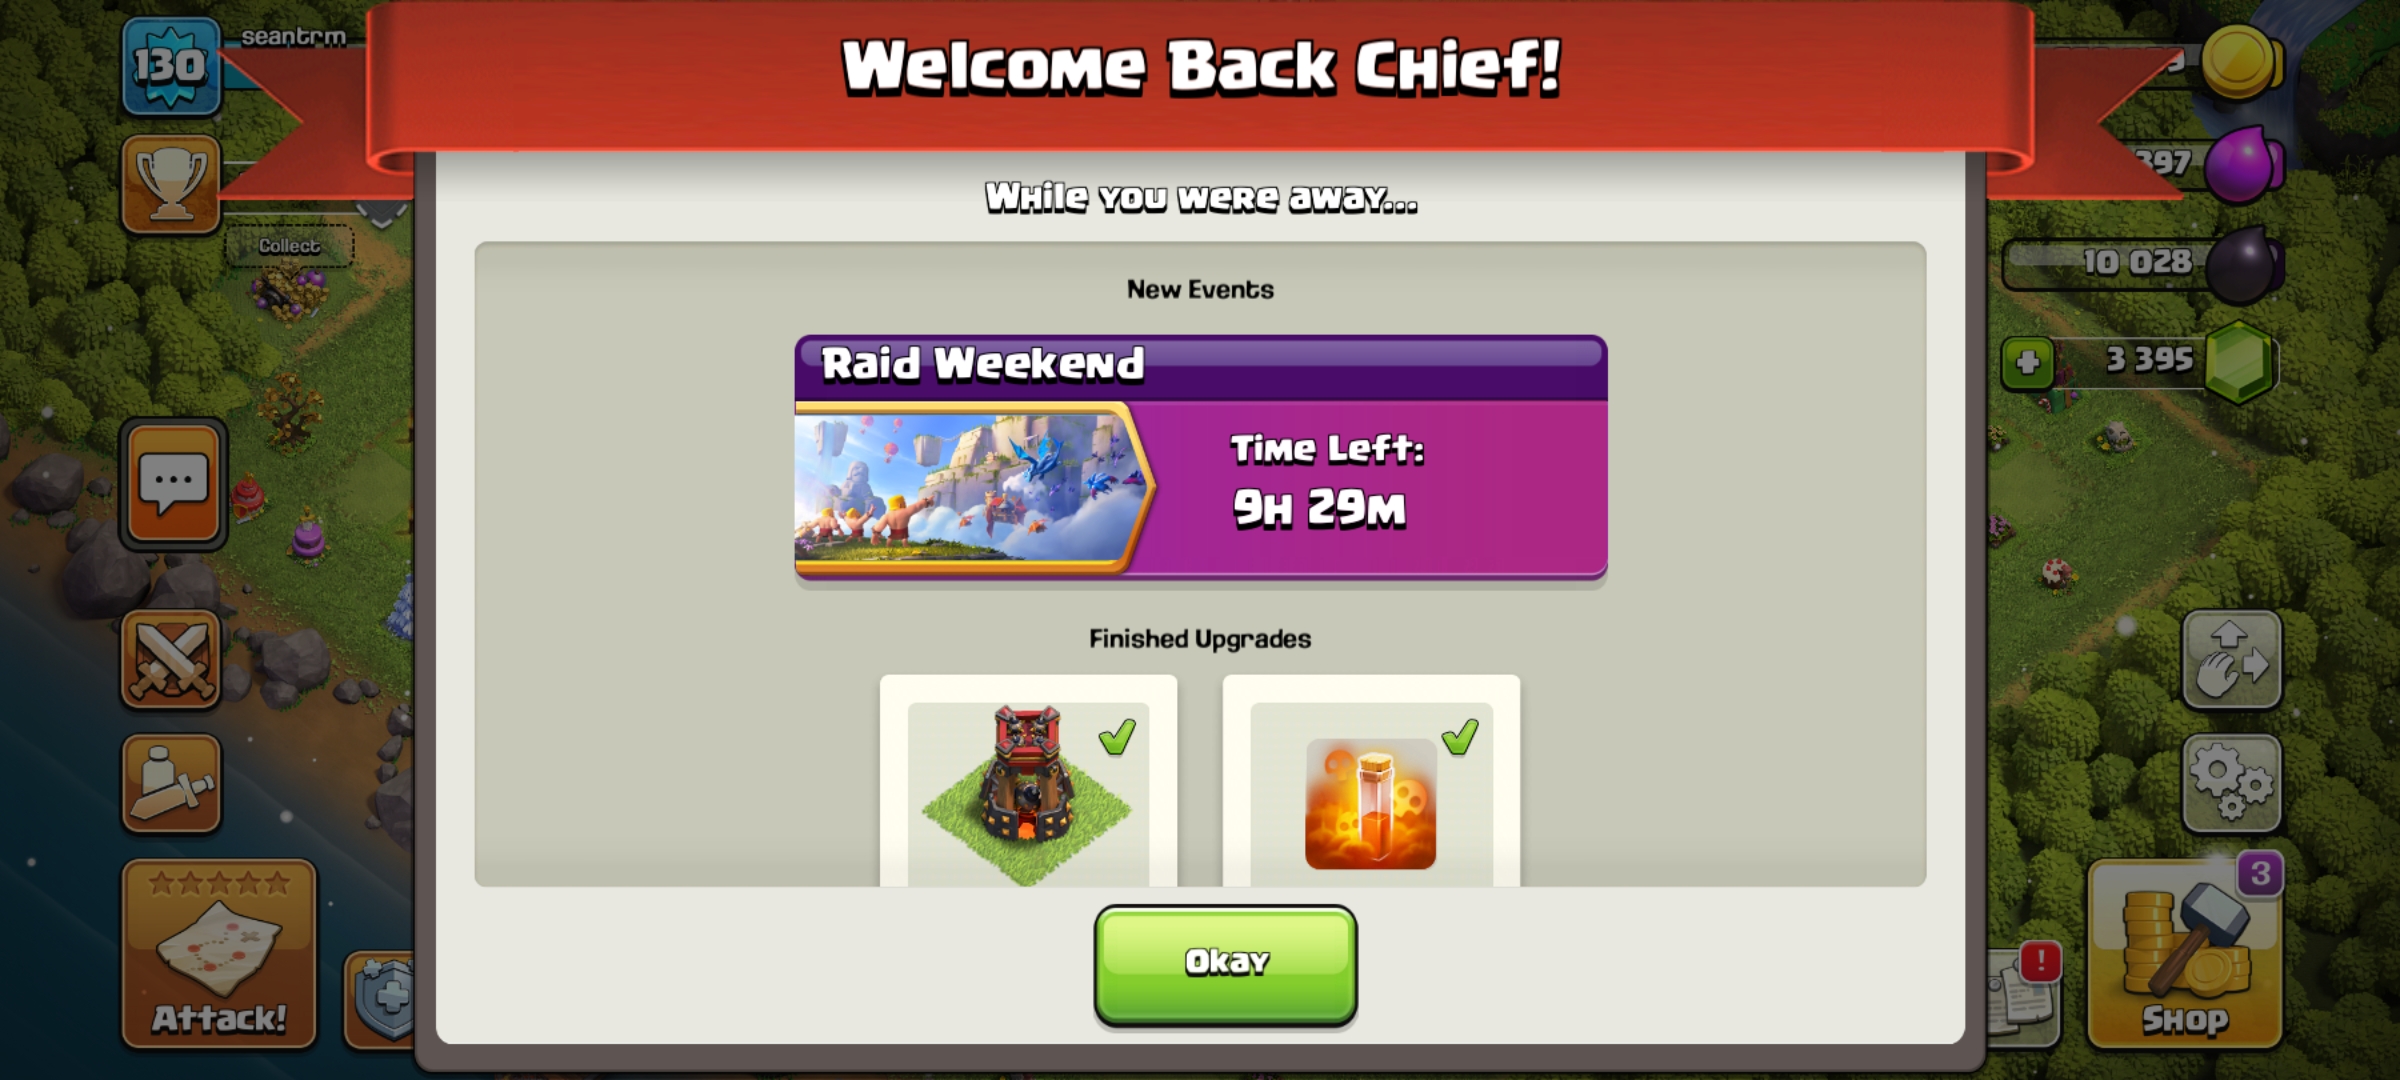 Welcome Back Chief!
130
seantrm
While you were away...
397
Collect
10 028
New Events
3 395
Raid Weekend
Time Left:
9H 29M
Finished Upgrades
3
Okay
!
Attack!
Shop